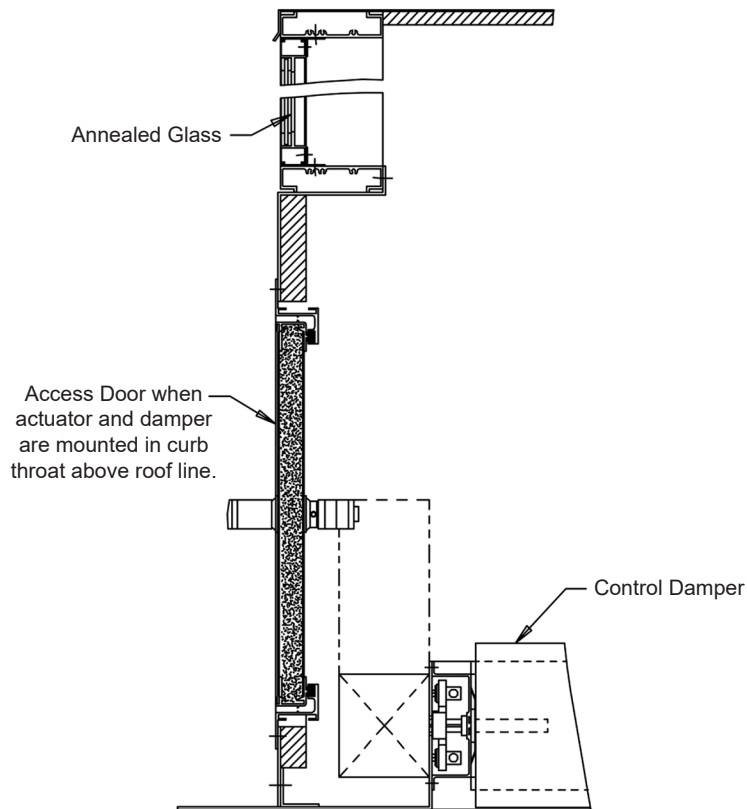 Annealed Glass
Access Door when
actuator and damper
are mounted in curb
throat above roof line.
Control Damper